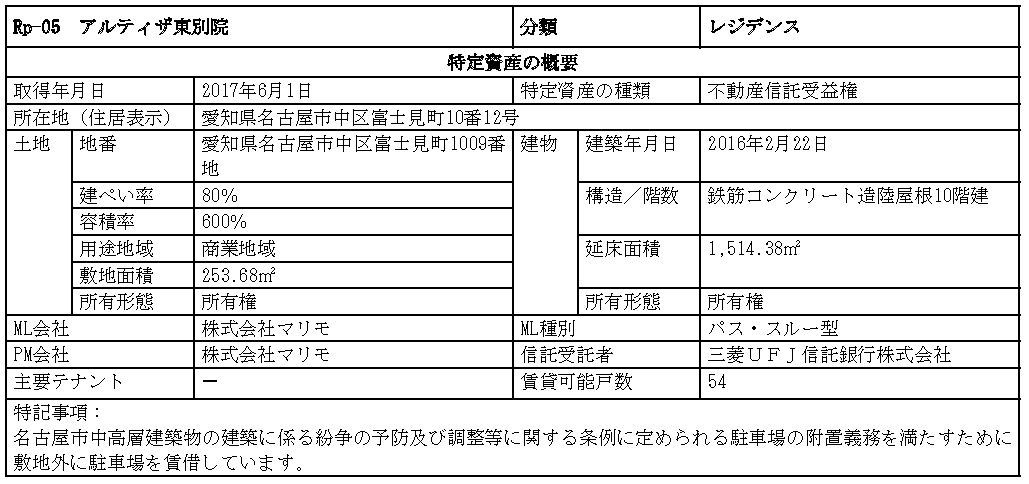 Rp-05　アルティザ東別院　分類　レジデンス
特定資産の概要
取得年月日　2017年6月1日　特定資産の種類　不動産信託受益権
所在地（住居表示）　愛知県名古屋市中区富士見町10番12号
土地　地番　愛知県名古屋市中区富士見町1009番地　建物　建築年月日　2016年2月22日
建ぺい率　80%　構造／階数　鉄筋コンクリート造陸屋根10階建
容積率　600%
用途地域　商業地域　延床面積　1,514.38㎡
敷地面積　253.68㎡
所有形態　所有権　所有形態　所有権
ML会社　株式会社マリモ　ML種別　パス・スルー型
PM会社　株式会社マリモ　信託受託者　三菱ＵＦＪ信託銀行株式会社
主要テナント　－　賃貸可能戸数　54
特記事項：
名古屋市中高層建築物の建築に係る紛争の予防及び調整等に関する条例に定められる駐車場の附置義務を満たすために
敷地外に駐車場を賃借しています。